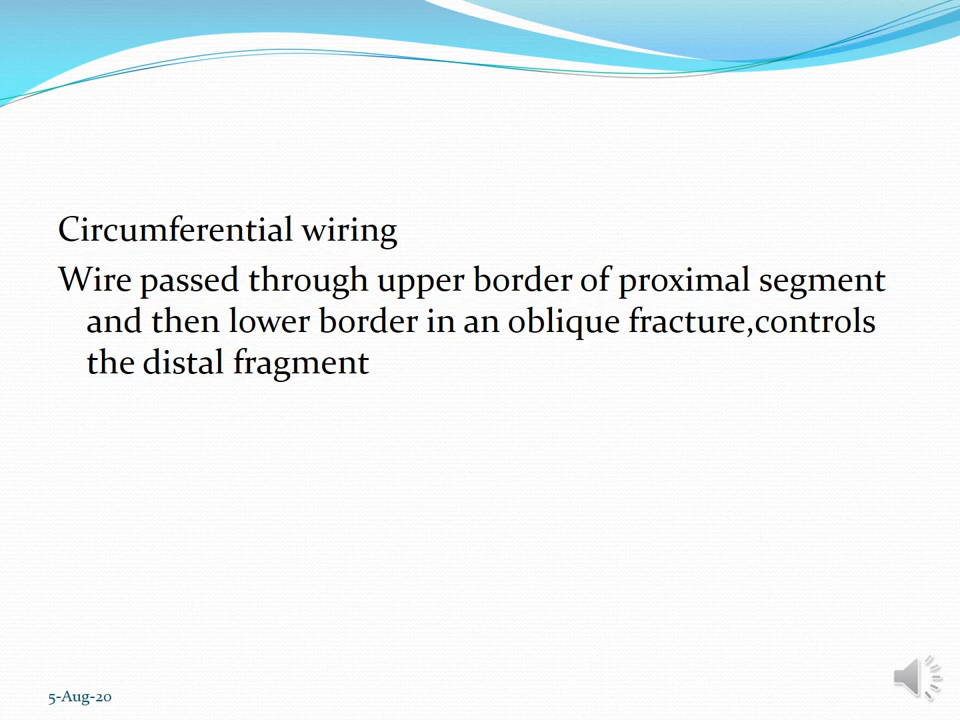 Circumferential wiring
Wire passed through upper border of proximal segment
and then lower border in an oblique fracture,controls
the distal fragment
5-Aug-20